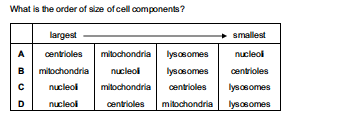 What is the order of size of cell components?
largest smallest
A centrioles mitochondria lysosomes nucleoli
B mitochondria nucleoli lysosomes centrioles
C nucleoli mitochondria centrioles lysosomes
D nucleoli centrioles mitochondria lysosomes